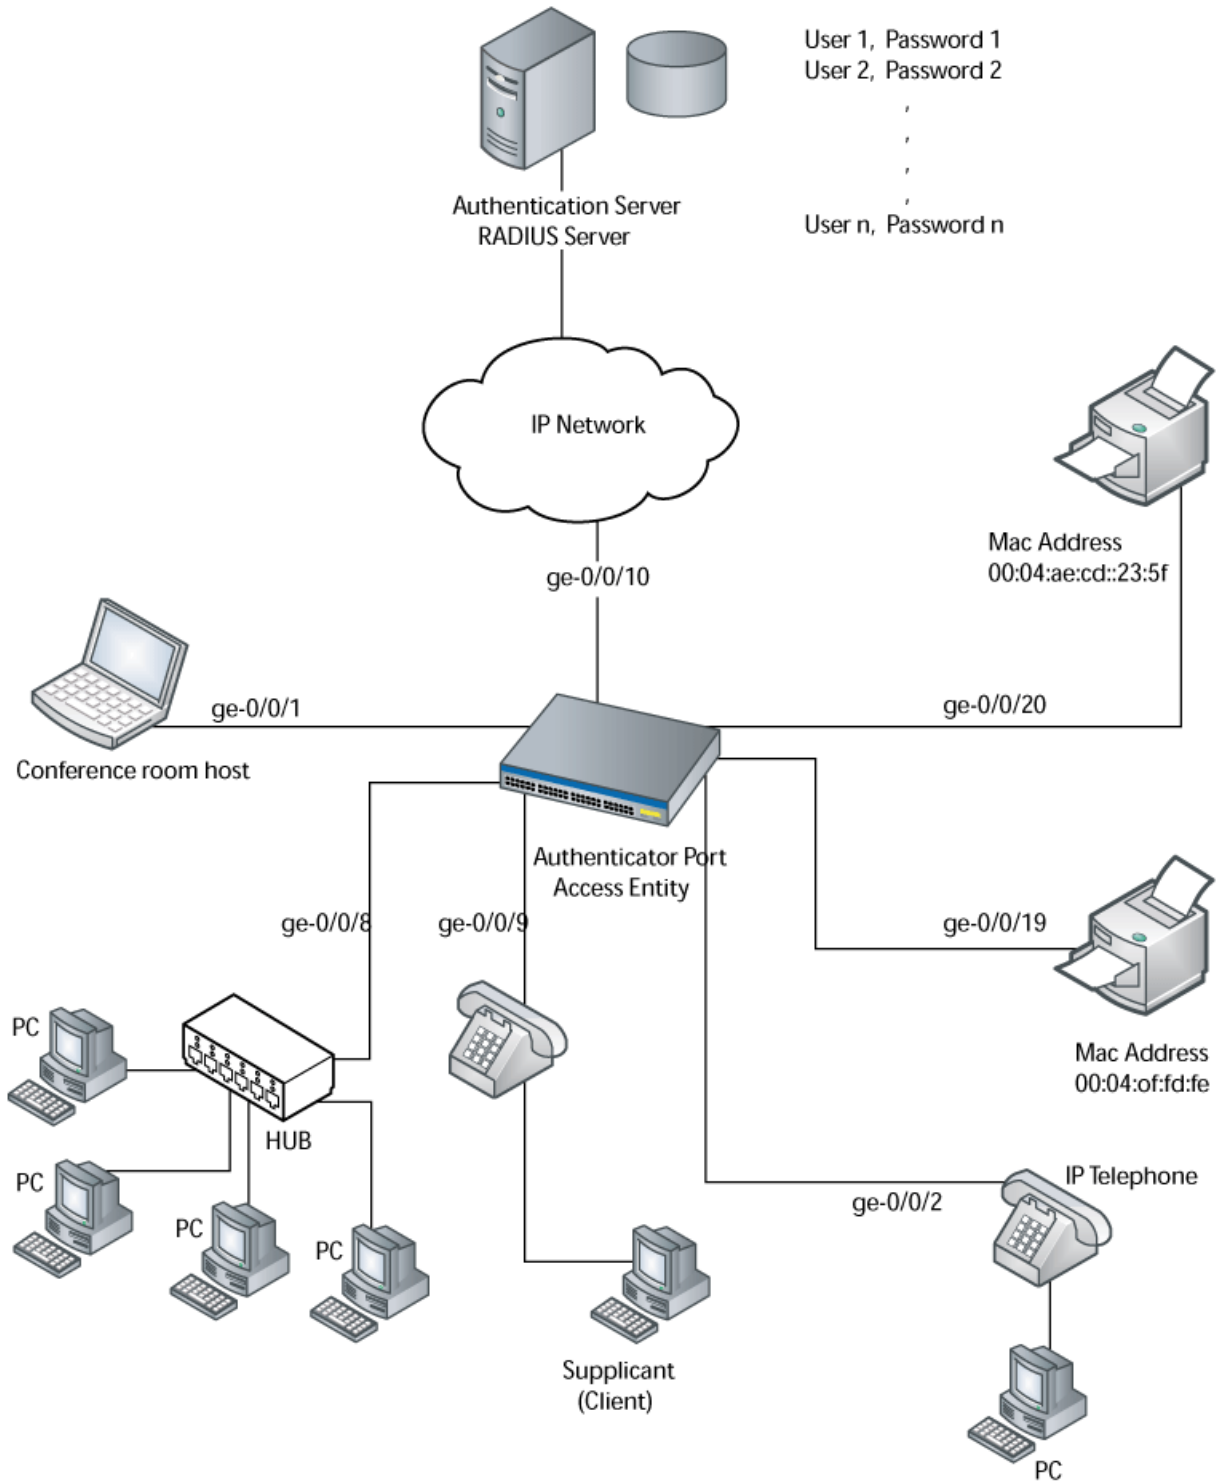 User 1, Password 1
User 2, Password 2
,
,
,
,
User n, Password n
Authentication Server
RADIUS Server
IP Network
ge-0/0/10
Mac Address
00:04:ae:cd::23:5f
ge-0/0/1
ge-0/0/20
Conference room host
Authenticator Port
Access Entity
ge-0/0/8
ge-0/0/9
ge-0/0/19
PC
Mac Address
00:04:of:fd:fe
HUB
PC
IP Telephone
ge-0/0/2
PC
PC
Supplicant
(Client)
PC